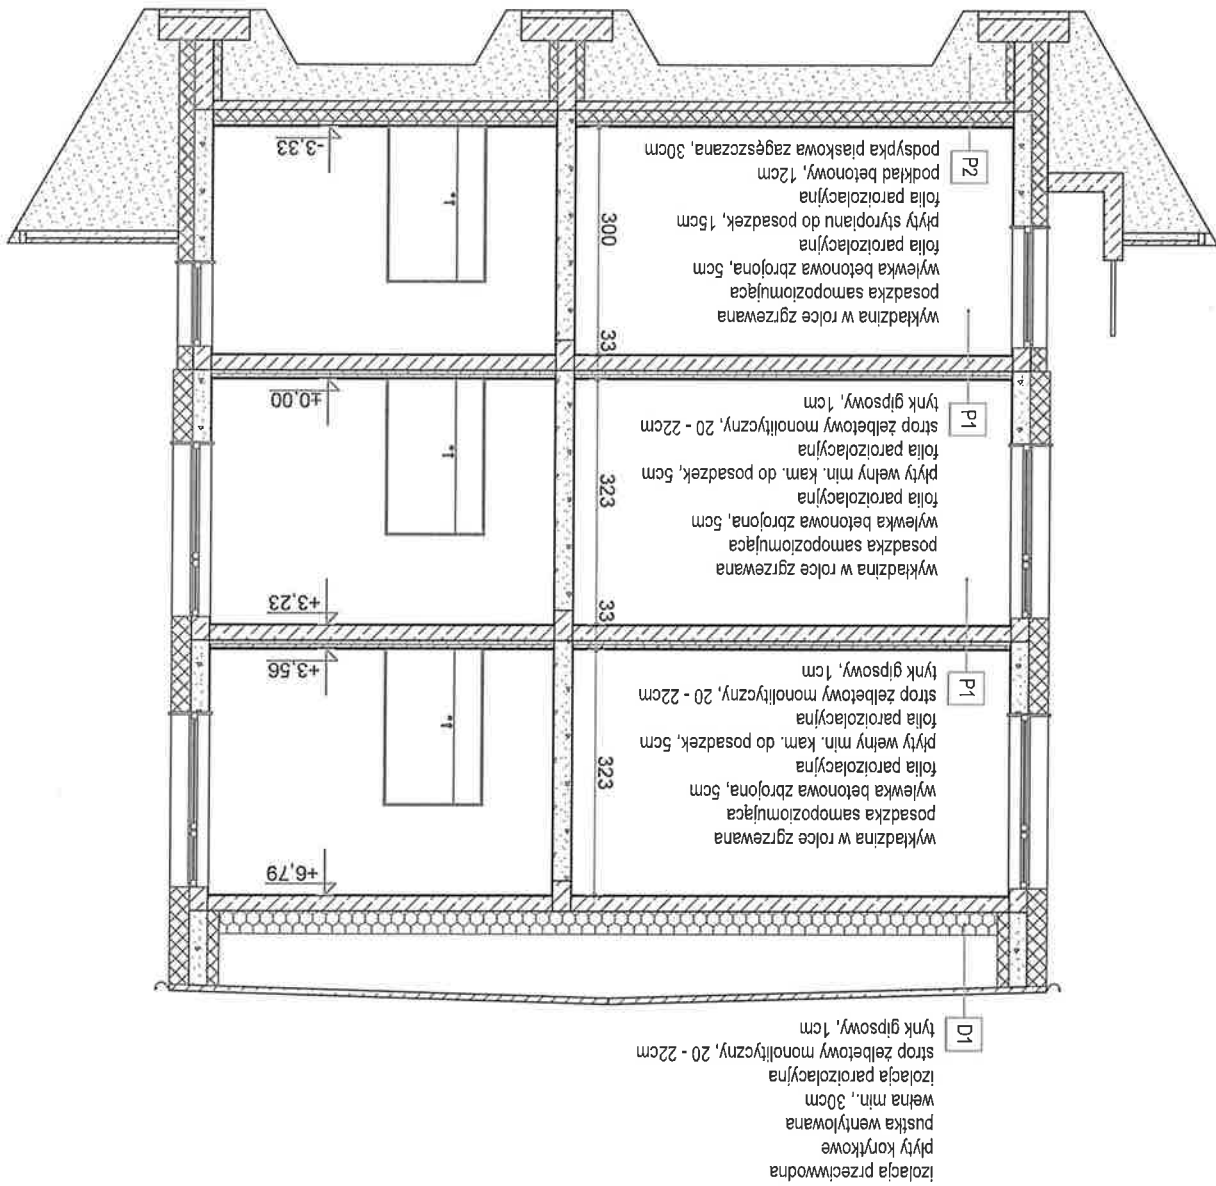 izolacja przeciwwodna
płyty korytkowe
pustka wentylowana
wełna min., 30cm
izolacja paroizolacyjna
strop żelbetowy monolityczny, 20 - 22cm
tynk gipsowy, 1cm
D1
+6,79
323
wykładzina w rolce zgrzewana
posadzka samopoziomująca
wylewka betonowa zbrojona, 5cm
folia paroizolacyjna
płyty wełny min. kam. do posadzek, 5cm
folia paroizolacyjna
strop żelbetowy monolityczny, 20 - 22cm
tynk gipsowy, 1cm
P1
+3,56
33
+3,23
323
wykładzina w rolce zgrzewana
posadzka samopoziomująca
wylewka betonowa zbrojona, 5cm
folia paroizolacyjna
płyty wełny min. kam. do posadzek, 5cm
folia paroizolacyjna
strop żelbetowy monolityczny, 20 - 22cm
tynk gipsowy, 1cm
P1
±0,00
33
300
wykładzina w rolce zgrzewana
posadzka samopoziomująca
wylewka betonowa zbrojona, 5cm
folia paroizolacyjna
płyty styropianu do posadzek, 15cm
folia paroizolacyjna
podkład betonowy, 12cm
podsypka piaskowa zagęszczana, 30cm
P2
-3,33